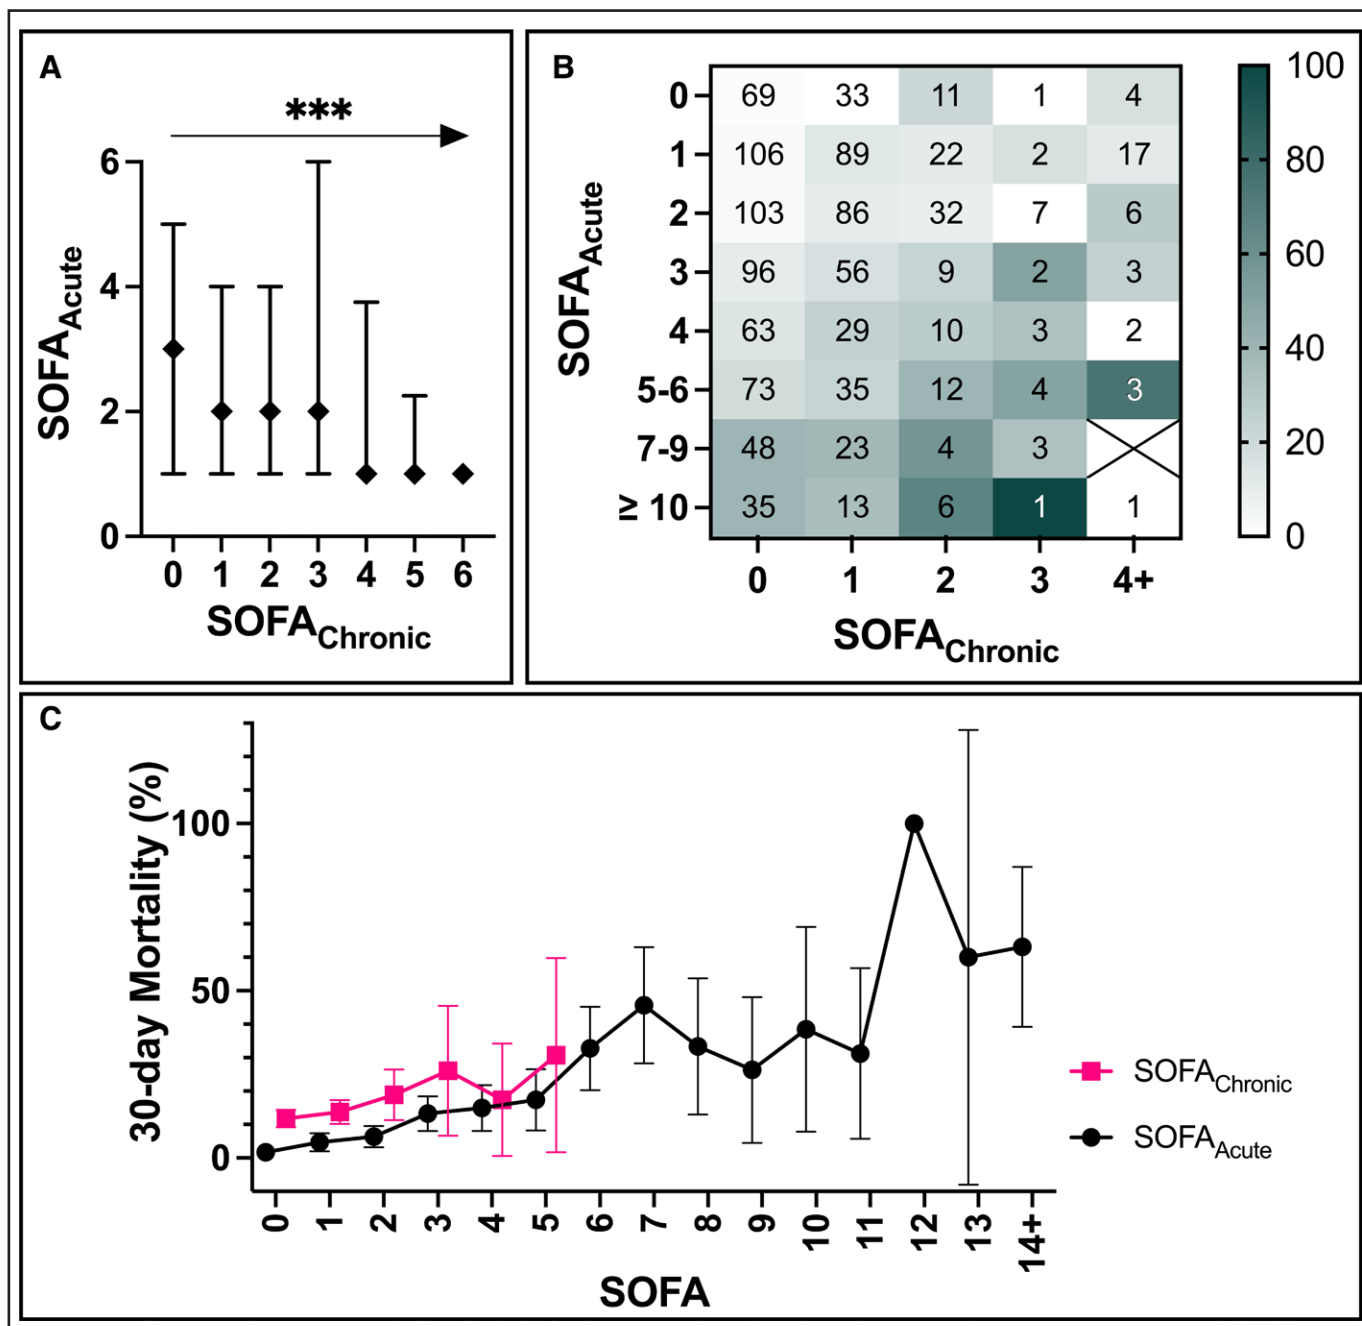 A
***
6
4
2
0
SOFAAcute
0 1 2 3 4 5 6
SOFAChronic
B
SOFAAcute
0 69 33 11 1 4
1 106 89 22 2 17
2 103 86 32 7 6
3 96 56 9 2 3
4 63 29 10 3 2
5-6 73 35 12 4 3
7-9 48 23 4 3
≥ 10 35 13 6 1 1
0 1 2 3 4+
SOFAChronic
100
80
60
40
20
0
C
30-day Mortality (%)
100
50
0
0 1 2 3 4 5 6 7 8 9 10 11 12 13 14+
SOFA
SOFAChronic
SOFAAcute